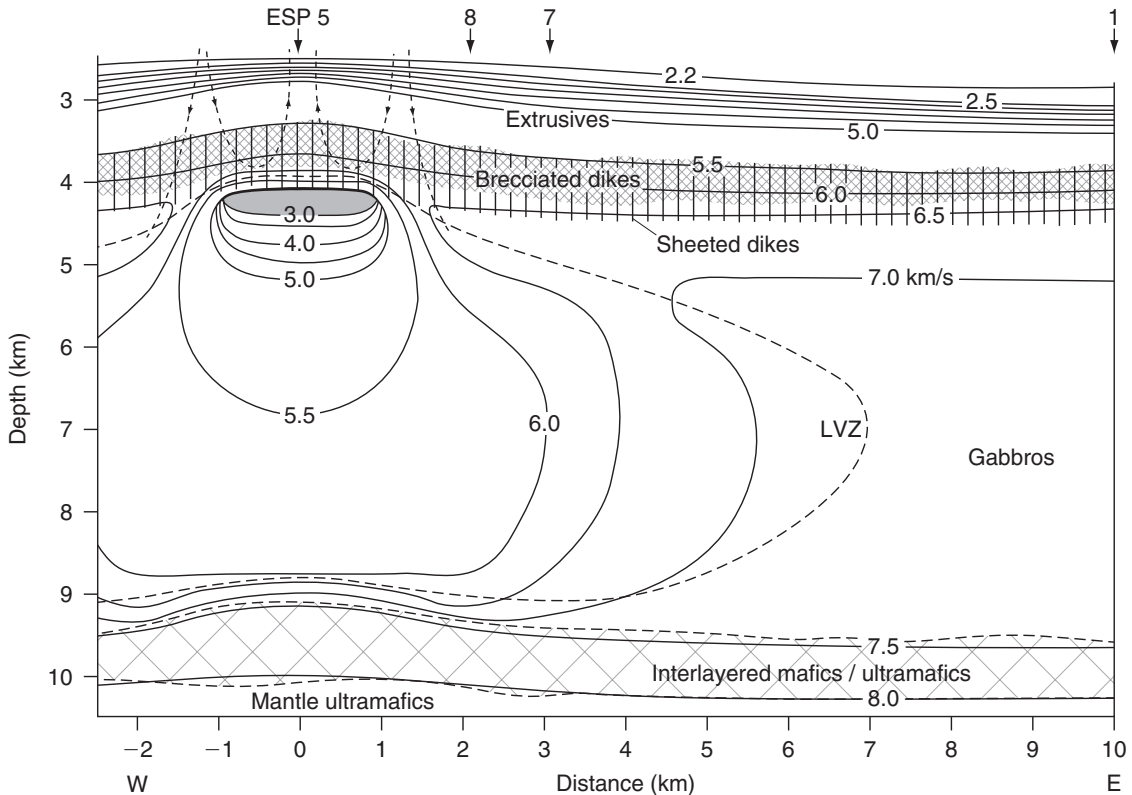 ESP 5 8 7 1
2.2
2.5
3
Extrusives
5.0
5.5
4
Brecciated dikes
6.0
6.5
3.0
Sheeted dikes
4.0
5
5.0
7.0 km/s
6
5.5
6.0
7
LVZ
Gabbros
8
9
7.5
10
Interlayered mafics / ultramafics
Mantle ultramafics
8.0
Depth (km)
−2 −1 0 1 2 3 4 5 6 7 8 9 10
W Distance (km) E